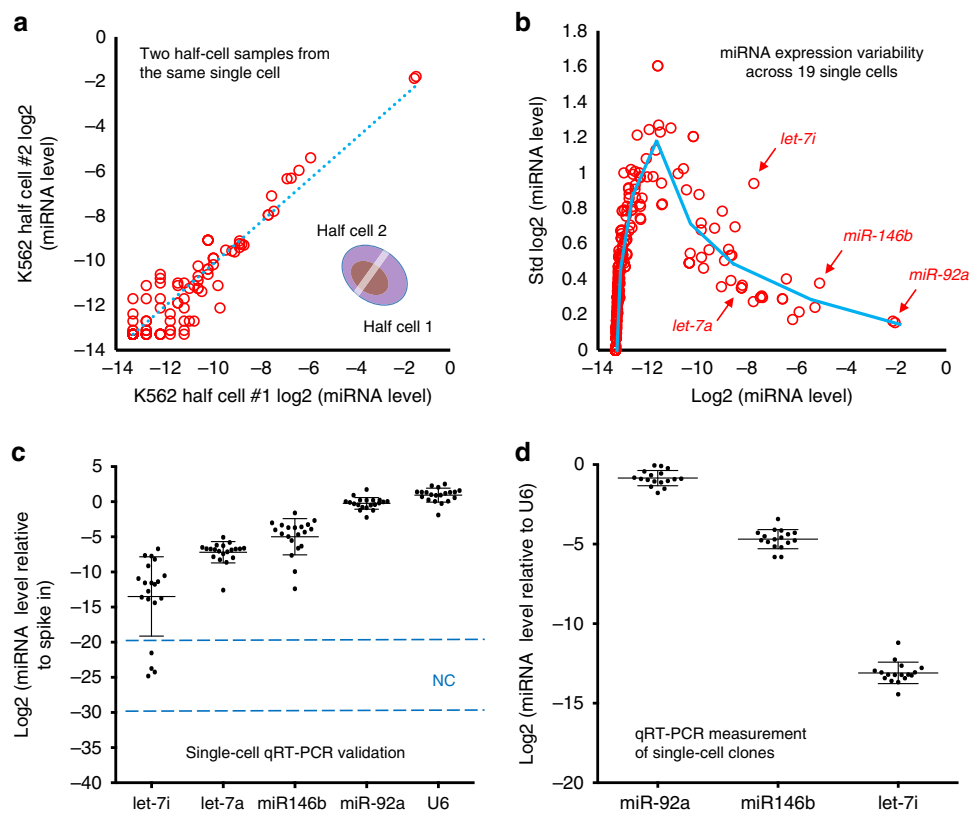 a
K562 half cell #2 log2
(miRNA level)
0
−2
−4
−6
−8
−10
−12
−14
Two half-cell samples from
the same single cell
Half cell 2
Half cell 1
−14 −12 −10 −8 −6 −4 −2 0
K562 half cell #1 log2 (miRNA level)
b
Std log2 (miRNA level)
1.8
1.6
1.4
1.2
1
0.8
0.6
0.4
0.2
0
miRNA expression variability
across 19 single cells
let-7i
miR-146b
miR-92a
let-7a
−14 −12 −10 −8 −6 −4 −2 0
Log2 (miRNA level)
c
Log2 (miRNA level relative
to spike in)
5
0
−5
−10
−15
−20
−25
−30
−35
−40
NC
Single-cell qRT-PCR validation
let-7i let-7a miR146b miR-92a U6
d
Log2 (miRNA level relative to U6)
0
−5
−10
−15
−20
qRT-PCR measurement
of single-cell clones
miR-92a miR146b let-7i